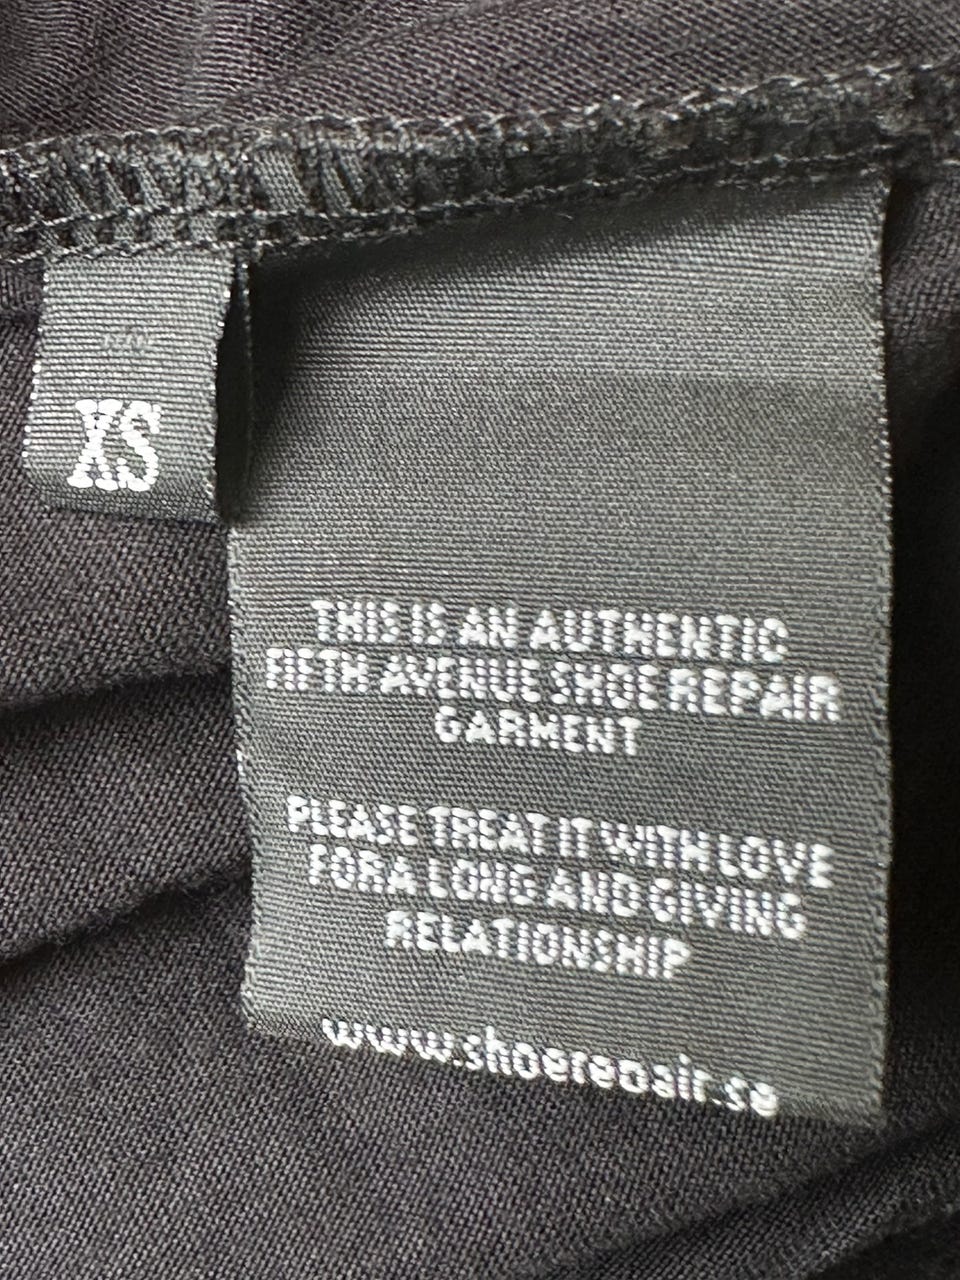 XS
THIS IS AN AUTHENTIC
FIFTH AVENUE SHOE REPAIR
GARMENT
PLEASE TREAT IT WITH LOVE
FOR A LONG AND GIVING
RELATIONSHIP
www.shoerepair.se